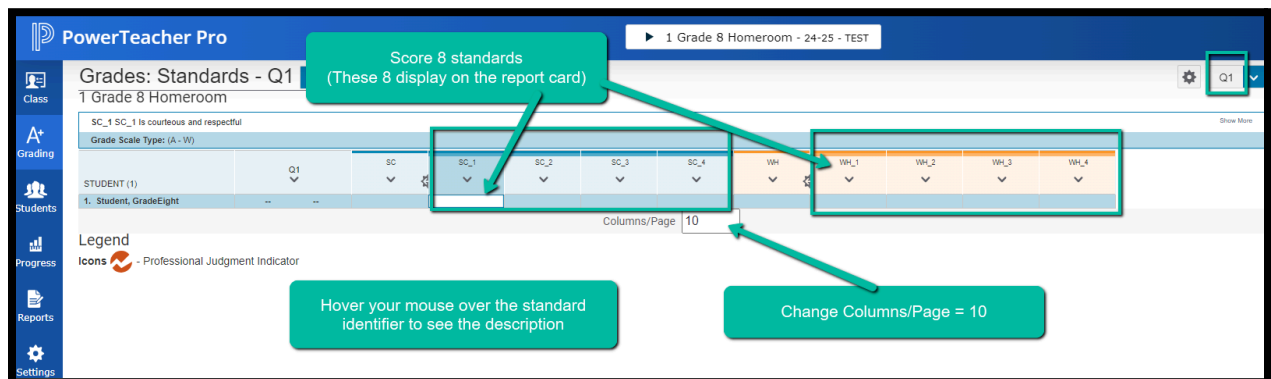 PowerTeacher Pro
1 Grade 8 Homeroom - 24-25 - TEST
Score 8 standards
(These 8 display on the report card)
Class
Grading
Students
Progress
Reports
Settings
Grades: Standards - Q1
Q1
1 Grade 8 Homeroom
SC_1 SC_1 Is courteous and respectful
Show More
Grade Scale Type: (A - W)
STUDENT (1)
Q1
SC
SC_1
SC_2
SC_3
SC_4
WH
WH_1
WH_2
WH_3
WH_4
1. Student, GradeEight -- --
Columns/Page 10
Legend
Icons - Professional Judgment Indicator
Hover your mouse over the standard
identifier to see the description
Change Columns/Page = 10